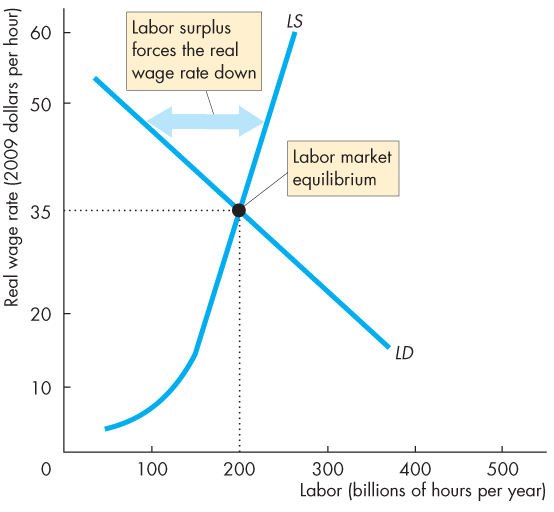 Real wage rate (2009 dollars per hour)
60
50
35
20
10
0
Labor surplus
forces the real
wage rate down
LS
Labor market
equilibrium
LD
100
200
300
400
500
Labor (billions of hours per year)